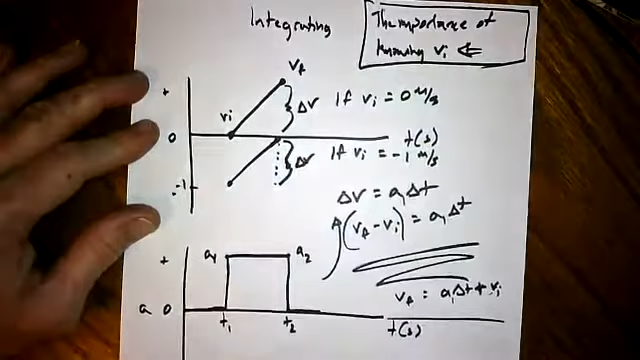 Integrating
The importance of
knowing vi ⇐
+
vf
vi
} Δv if vi = 0 m/s
0
t(s)
} Δv if vi = -1 m/s
-1
Δv = a₁Δt
(vf - vi) = a₁Δt
+
a₁
a₂
vf = a₁Δt + vi
a 0
t₁
t₂
t(s)